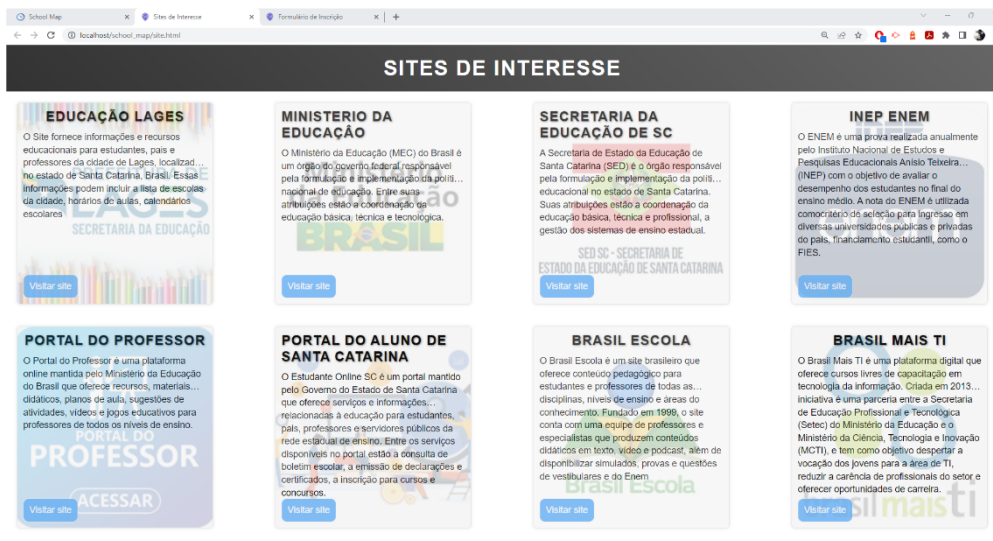 School Map
Sites de Interesse
Formulário de Inscrição
localhost/school_map/site.html
SITES DE INTERESSE
EDUCAÇÃO LAGES
O Site fornece informações e recursos
educacionais para estudantes, pais e
professores da cidade de Lages, localizad...
no estado de Santa Catarina, Brasil. Essas
informações podem incluir a lista de escolas
da cidade, horários de aulas, calendários
escolares
LAGES
SECRETARIA DA EDUCAÇÃO
Visitar site
MINISTERIO DA
EDUCAÇÂO
O Ministério da Educação (MEC) do Brasil é
um órgão do governo federal responsável
pela formulação e implementação da políti...
nacional de educação. Entre suas
atribuições estão a coordenação da
educação básica, técnica e tecnológica.
Ministério
da Educação
BRASIL
Visitar site
SECRETARIA DA
EDUCAÇÃO DE SC
A Secretaria de Estado da Educação de
Santa Catarina (SED) é o órgão responsável
pela formulação e implementação da políti...
educacional no estado de Santa Catarina.
Suas atribuições estão a coordenação da
educação básica, técnica e profissional, a
gestão dos sistemas de ensino estadual.
SED SC - SECRETARIA DE
ESTADO DA EDUCAÇÃO DE SANTA CATARINA
Visitar site
INEP ENEM
O ENEM é uma prova realizada anualmente
pelo Instituto Nacional de Estudos e
Pesquisas Educacionais Anísio Teixeira...
(INEP) com o objetivo de avaliar o
desempenho dos estudantes no final do
ensino médio. A nota do ENEM é utilizada
comocritério de seleção para ingresso em
diversas universidades públicas e privadas
do país, financiamento estudantil, como o
FIES.
inep
enem
Visitar site
PORTAL DO PROFESSOR
O Portal do Professor é uma plataforma
online mantida pelo Ministério da Educação
do Brasil que oferece recursos, materiais...
didáticos, planos de aula, sugestões de
atividades, vídeos e jogos educativos para
professores de todos os níveis de ensino.
PORTAL DO
PROFESSOR
ACESSAR
Visitar site
PORTAL DO ALUNO DE
SANTA CATARINA
O Estudante Online SC é um portal mantido
pelo Governo do Estado de Santa Catarina
que oferece serviços e informações...
relacionadas à educação para estudantes,
pais, professores e servidores públicos da
rede estadual de ensino. Entre os serviços
disponíveis no portal estão a consulta de
boletim escolar, a emissão de declarações e
certificados, a inscrição para cursos e
concursos.
Visitar site
BRASIL ESCOLA
O Brasil Escola é um site brasileiro que
oferece conteúdo pedagógico para
estudantes e professores de todas as...
disciplinas, níveis de ensino e áreas do
conhecimento. Fundado em 1999, o site
conta com uma equipe de professores e
especialistas que produzem conteúdos
didáticos em texto, vídeo e podcast, além de
disponibilizar simulados, provas e questões
de vestibulares e do Enem
Brasil Escola
Visitar site
BRASIL MAIS TI
O Brasil Mais TI é uma plataforma digital que
oferece cursos livres de capacitação em
tecnologia da informação. Criada em 2013...
iniciativa é uma parceria entre a Secretaria
de Educação Profissional e Tecnológica
(Setec) do Ministério da Educação e o
Ministério da Ciência, Tecnologia e Inovação
(MCTI), e tem como objetivo despertar a
vocação dos jovens para a área de TI,
reduzir a carência de profissionais do setor e
oferecer oportunidades de carreira.
brasil mais ti
Visitar site